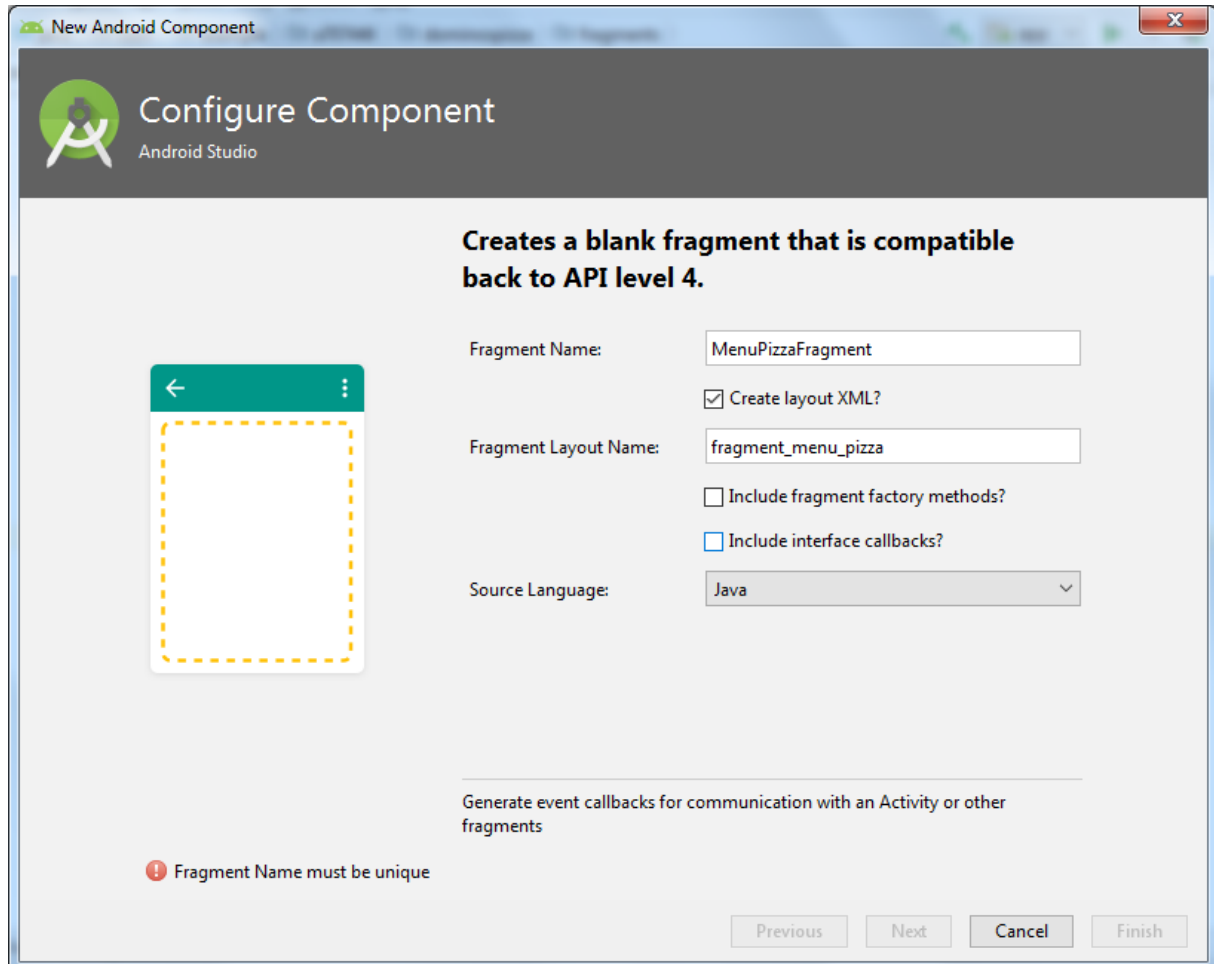 New Android Component
Configure Component
Android Studio
Creates a blank fragment that is compatible
back to API level 4.
Fragment Name:
MenuPizzaFragment
Create layout XML?
Fragment Layout Name:
fragment_menu_pizza
Include fragment factory methods?
Include interface callbacks?
Source Language:
Java
Generate event callbacks for communication with an Activity or other
fragments
Fragment Name must be unique
Previous
Next
Cancel
Finish